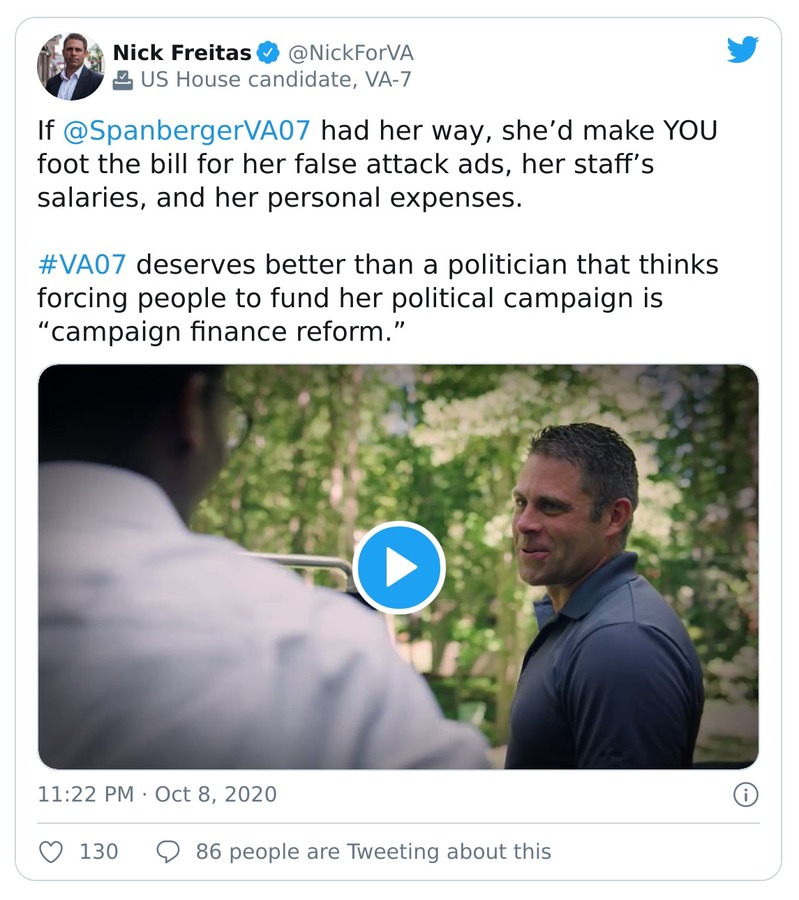 Nick Freitas @NickForVA
US House candidate, VA-7
If @SpanbergerVA07 had her way, she’d make YOU
foot the bill for her false attack ads, her staff’s
salaries, and her personal expenses.
#VA07 deserves better than a politician that thinks
forcing people to fund her political campaign is
“campaign finance reform.”
11:22 PM · Oct 8, 2020
130 86 people are Tweeting about this